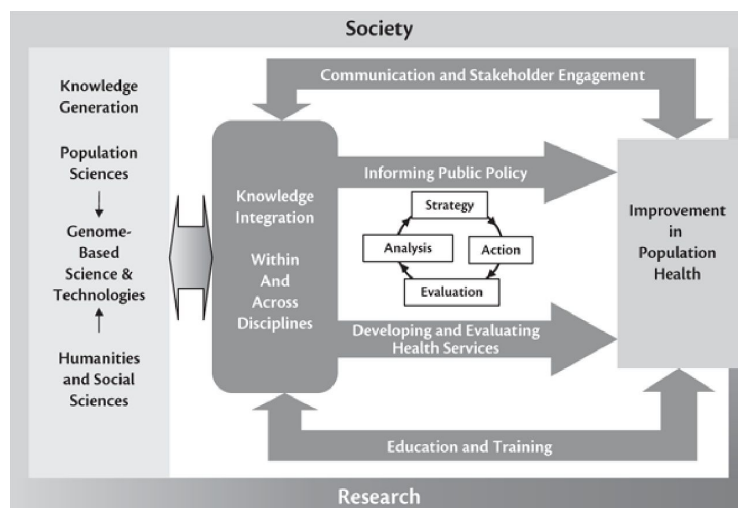 Society
Knowledge
Generation
Population
Sciences
Genome-
Based
Science &
Technologies
Humanities
and Social
Sciences
Knowledge
Integration
Within
And
Across
Disciplines
Communication and Stakeholder Engagement
Informing Public Policy
Strategy
Analysis
Action
Evaluation
Developing and Evaluating
Health Services
Education and Training
Improvement
in
Population
Health
Research